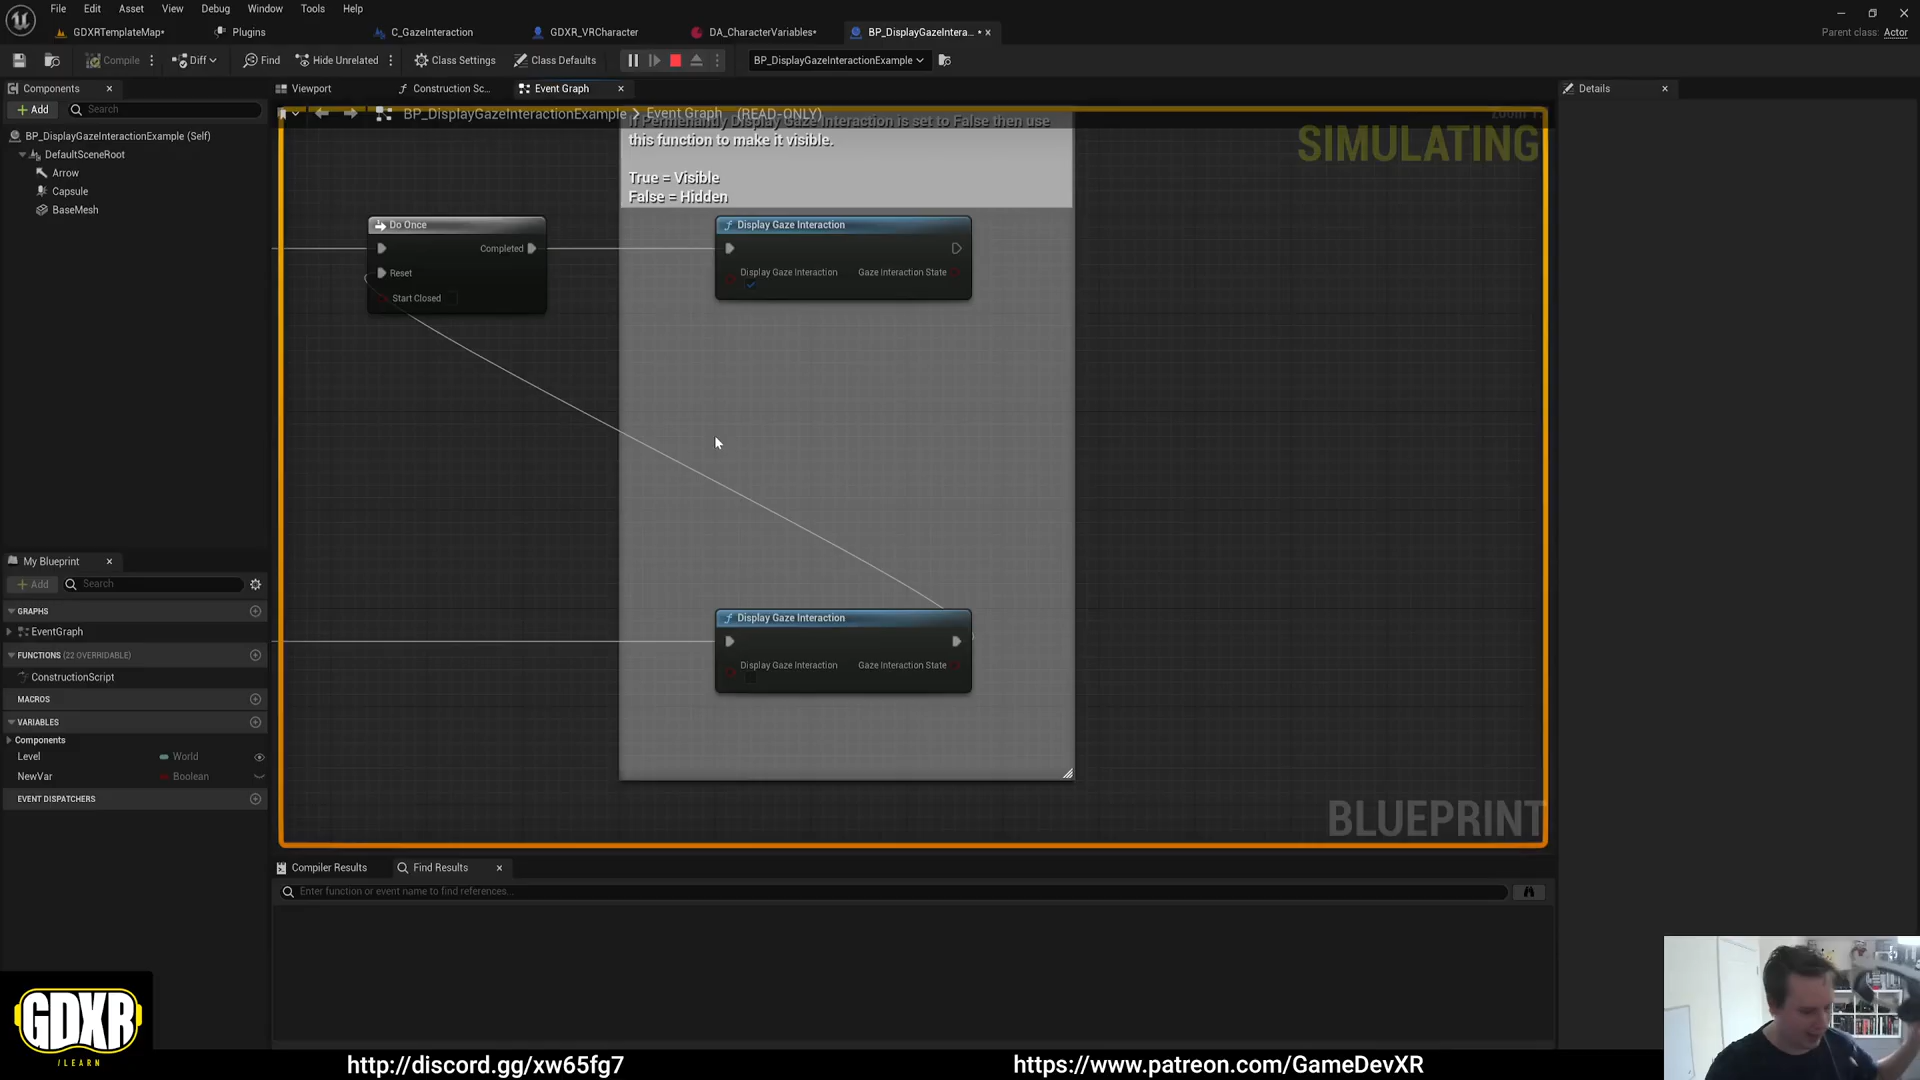 File Edit Asset View Debug Window Tools Help
GDXRTemplateMap* Plugins C_GazeInteraction GDXR_VRCharacter DA_CharacterVariables* BP_DisplayGazeIntera... * × Parent class: Actor
Compile Diff Find Hide Unrelated Class Settings Class Defaults BP_DisplayGazeInteractionExample
Components × Viewport Construction Sc... Event Graph × Details ×
+ Add Search
BP_DisplayGazeInteractionExample > Event Graph (READ-ONLY)
BP_DisplayGazeInteractionExample (Self)
DefaultSceneRoot
Arrow
Capsule
BaseMesh
SIMULATING
If Permenantly Display Gaze Interaction is set to False then use
this function to make it visible.
True = Visible
False = Hidden
Do Once
Completed
Reset
Start Closed
Display Gaze Interaction
Display Gaze Interaction Gaze Interaction State
Display Gaze Interaction
Display Gaze Interaction Gaze Interaction State
BLUEPRINT
My Blueprint ×
+ Add Search
GRAPHS
EventGraph
FUNCTIONS (22 OVERRIDABLE)
ConstructionScript
MACROS
VARIABLES
Components
Level World
NewVar Boolean
EVENT DISPATCHERS
Compiler Results Find Results ×
Enter function or event name to find references...
GDXR
/LEARN
http://discord.gg/xw65fg7 https://www.patreon.com/GameDevXR